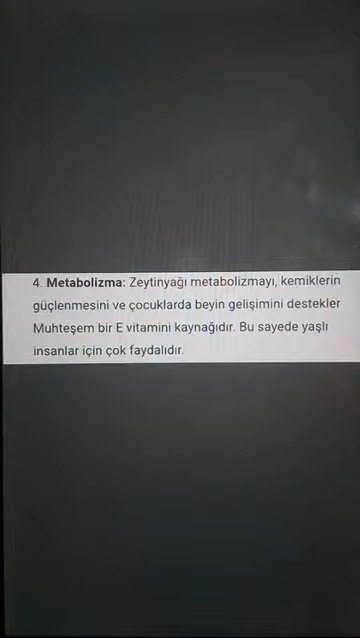 4. Metabolizma: Zeytinyağı metabolizmayı, kemiklerin
güçlenmesini ve çocuklarda beyin gelişimini destekler
Muhteşem bir E vitamini kaynağıdır. Bu sayede yaşlı
insanlar için çok faydalıdır.